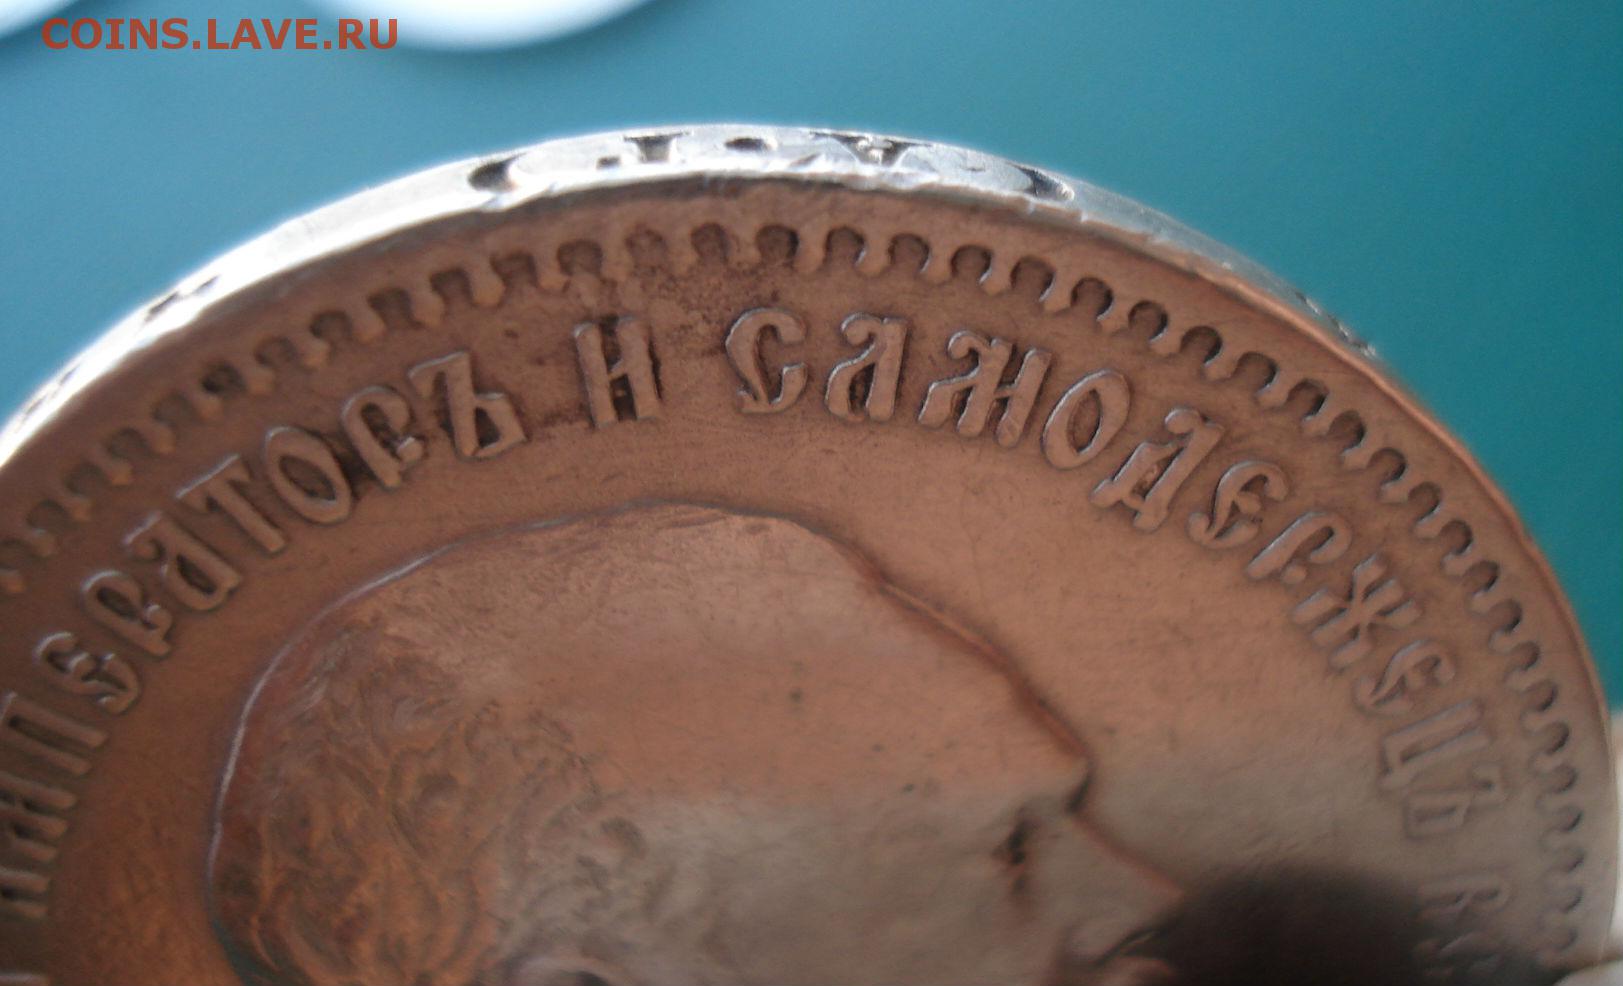 COINS.LAVE.RU
(А·Г)
ИМПЕРАТОРЪ И САМОДЕРЖЕЦЪ